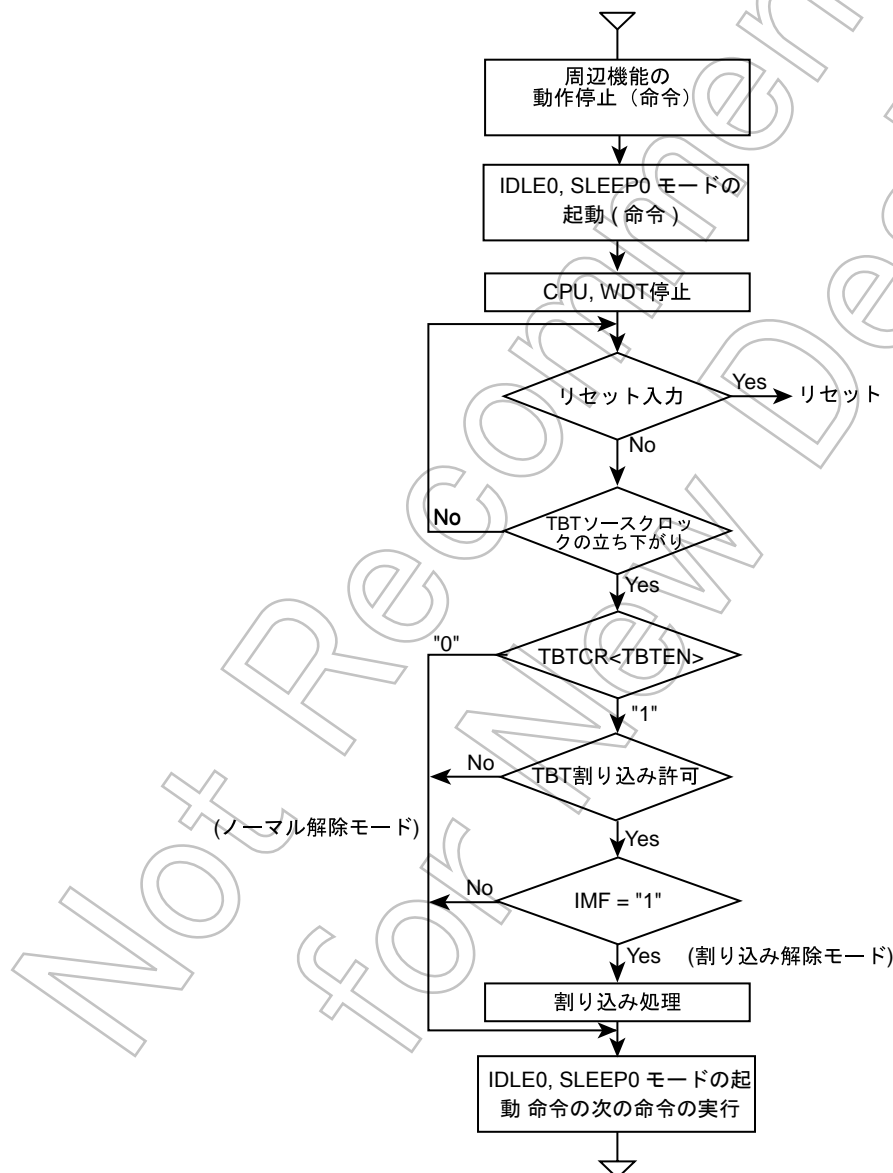 周辺機能の
動作停止（命令）
IDLE0, SLEEP0 モードの
起動 ( 命令 )
CPU, WDT停止
リセット入力
Yes
リセット
No
No
TBTソースクロッ
クの立ち下がり
Yes
"0"
TBTCR<TBTEN>
"1"
No
TBT割り込み許可
(ノーマル解除モード)
Yes
No
IMF = "1"
Yes
(割り込み解除モード)
割り込み処理
IDLE0, SLEEP0 モードの起
動 命令の次の命令の実行
Not Recommen
for New De